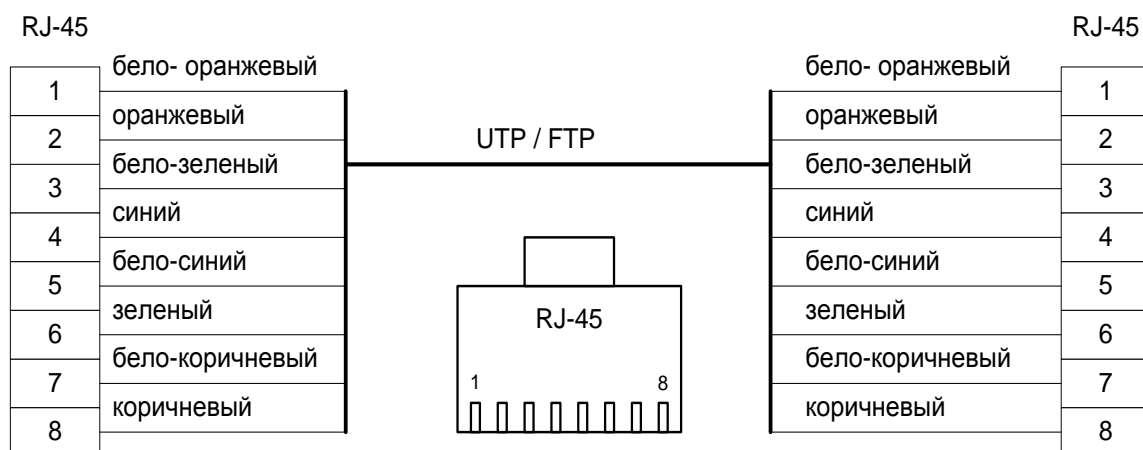 RJ-45
RJ-45
бело- оранжевый
бело- оранжевый
1
1
оранжевый
оранжевый
2
UTP / FTP
2
бело-зеленый
бело-зеленый
3
3
синий
синий
4
4
бело-синий
бело-синий
5
5
зеленый
RJ-45
зеленый
6
6
бело-коричневый
бело-коричневый
7
1
8
7
коричневый
коричневый
8
8